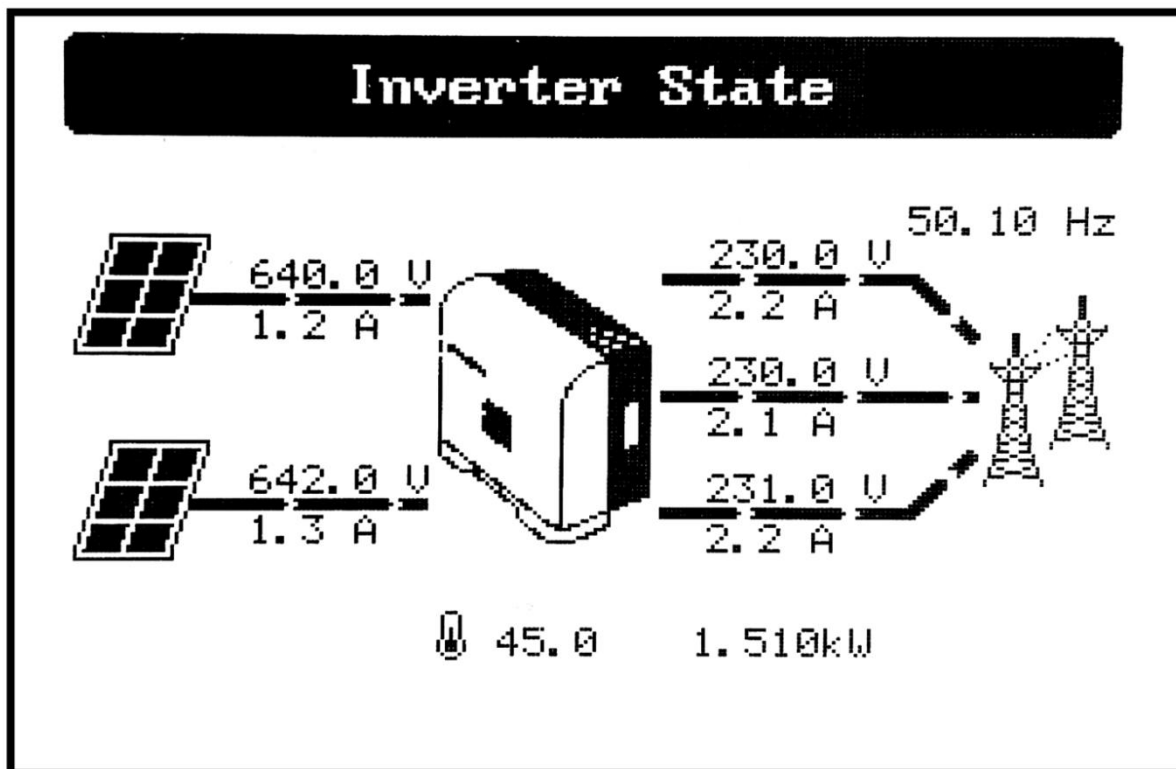 Inverter State
50.10 Hz
640.0 V
1.2 A
230.0 V
2.2 A
230.0 V
2.1 A
642.0 V
1.3 A
231.0 V
2.2 A
45.0 1.510kW